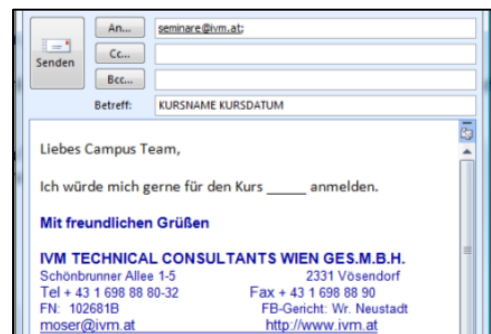 An...
seminare@ivm.at;
Senden
Cc...
Bcc...
Betreff: KURSNAME KURSDATUM
Liebes Campus Team,
Ich würde mich gerne für den Kurs _____ anmelden.
Mit freundlichen Grüßen
IVM TECHNICAL CONSULTANTS WIEN GES.M.B.H.
Schönbrunner Allee 1-5 2331 Vösendorf
Tel + 43 1 698 88 80-32 Fax + 43 1 698 88 90
FN: 102681B FB-Gericht: Wr. Neustadt
moser@ivm.at http://www.ivm.at